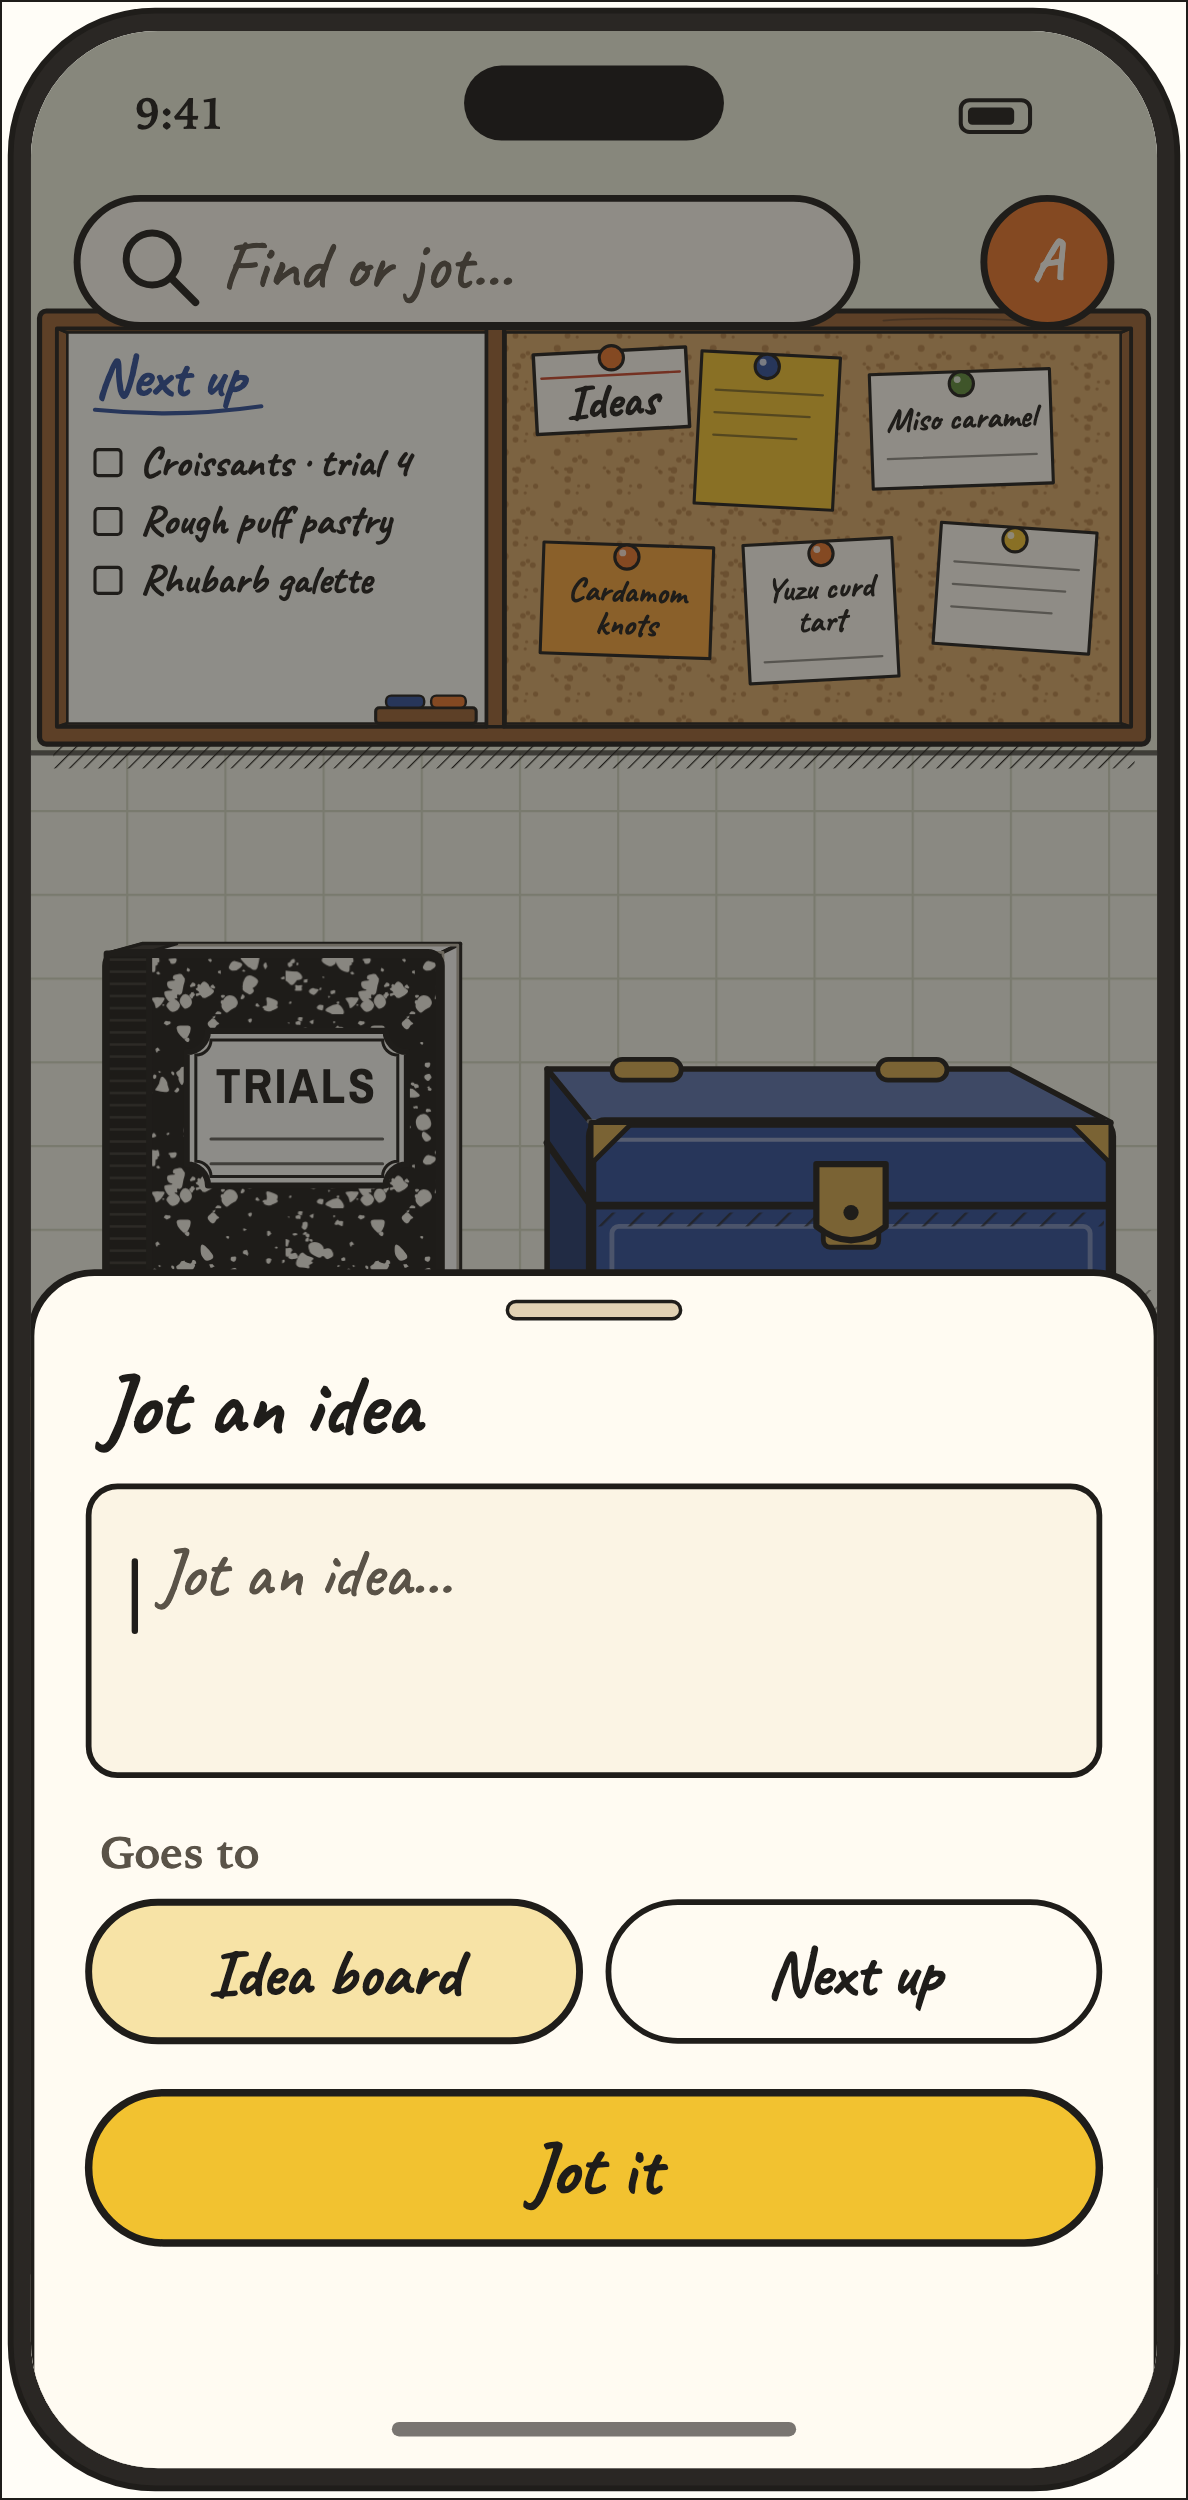 9:41
Find or jot...
A
Next up
Croissants · trial 4
Rough puff pastry
Rhubarb galette
Ideas
Miso caramel
Cardamom
knots
Yuzu curd
tart
TRIALS
Jot an idea
Jot an idea...
Goes to
Idea board
Next up
Jot it